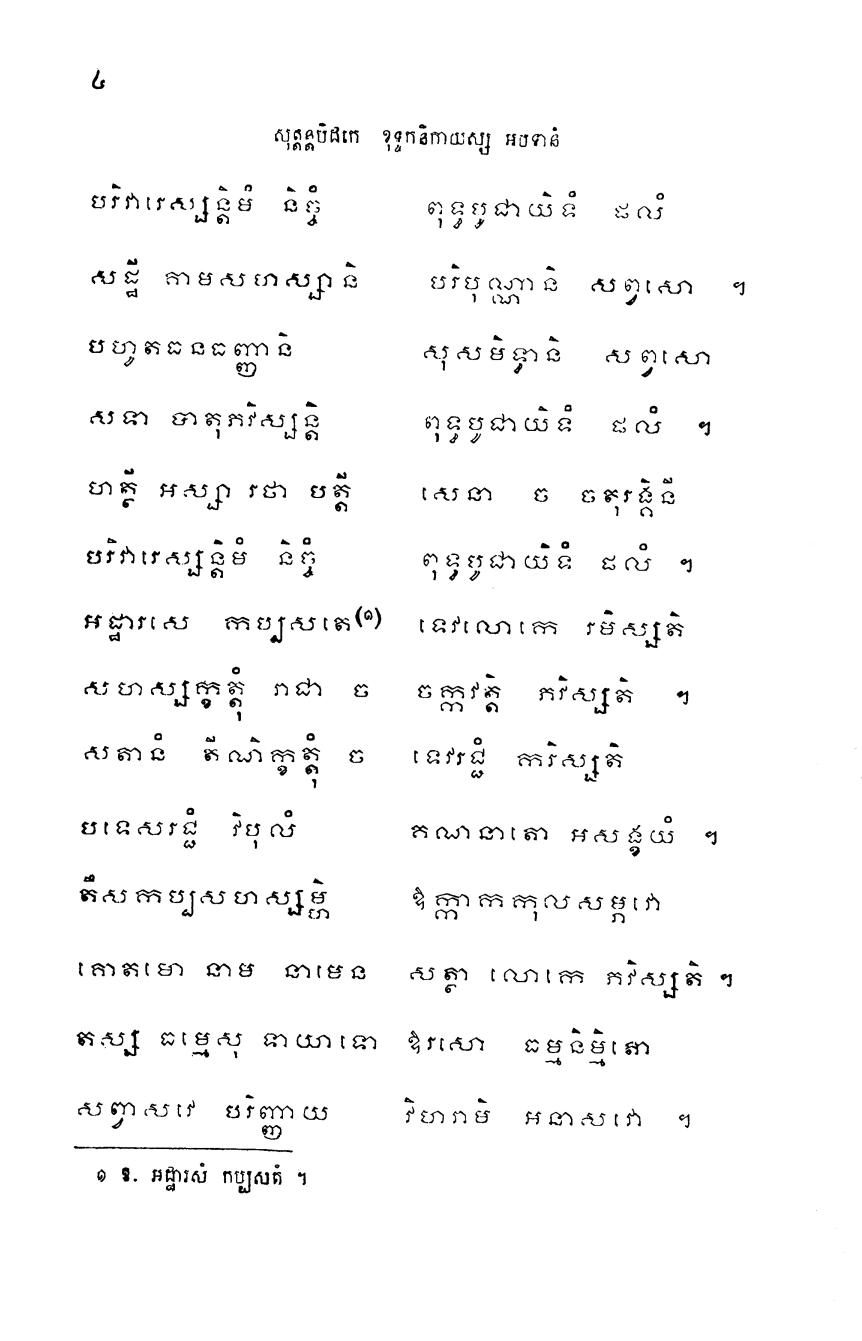 ៤
សុត្តន្តបិដកេ ខុទ្ទកនិកាយស្ស អបទានំ
បរិវារេស្សន្តិមំ និច្ចំ ពុទ្ធបូជាយិទំ ផលំ
សដ្ឋី គាមសហស្សានិ បរិបុណ្ណានិ សព្វសោ ។
បហូតធនធញ្ញានិ សុសមិទ្ធានិ សព្វសោ
សទា បាតុភវិស្សន្តិ ពុទ្ធបូជាយិទំ ផលំ ។
ហត្ថី អស្សា រថា បត្តី សេនា ច ចតុរង្គិនី
បរិវារេស្សន្តិមំ និច្ចំ ពុទ្ធបូជាយិទំ ផលំ ។
អដ្ឋារសេ កប្បសតេ(១) ទេវលោកេ រមិស្សតិ
សហស្សក្ខត្តុំ រាជា ច ចក្កវត្តិ ភវិស្សតិ ។
សតានំ តីណិក្ខត្តុំ ច ទេវរជ្ជំ ករិស្សតិ
បទេសរជ្ជំ វិបុលំ គណនាតោ អសង្ខយំ ។
តឹសកប្បសហស្សម្ហិ ឱក្កាកកុលសម្ភវោ
គោតមោ នាម នាមេន សត្ថា លោកេ ភវិស្សតិ ។
តស្ស ធម្មេសុ ទាយាទោ ឱរសោ ធម្មនិម្មិតោ
សព្វាសវេ បរិញ្ញាយ វិហរាមិ អនាសវោ ។
១ ឱ. អដ្ឋារសំ កប្បសតំ ។